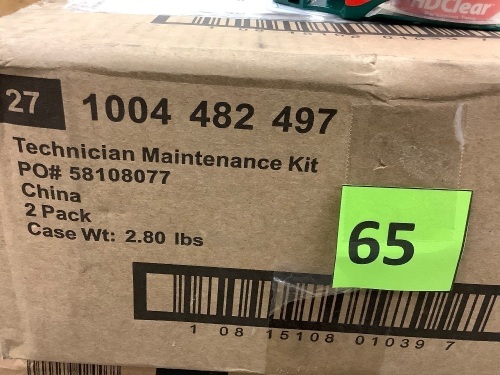 HDClear
27
1004 482 497
Technician Maintenance Kit
PO# 58108077
China
2 Pack
Case Wt: 2.80 lbs
65
1 08 15108 01039 7